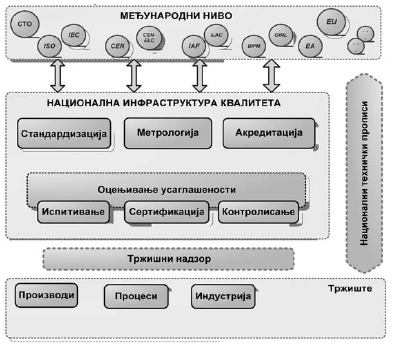 МЕЂУНАРОДНИ НИВО
СТО
ISO
IEC
CEN
CEN-
ELC
IAF
ILAC
BPM
OIML
EA
EU
НАЦИОНАЛНА ИНФРАСТРУКТУРА КВАЛИТЕТА
Стандардизација
Метрологија
Акредитација
Оцењивање усаглашености
Испитивање
Сертификација
Контролисање
Национални технички прописи
Тржишни надзор
Тржиште
Производи
Процеси
Индустрија